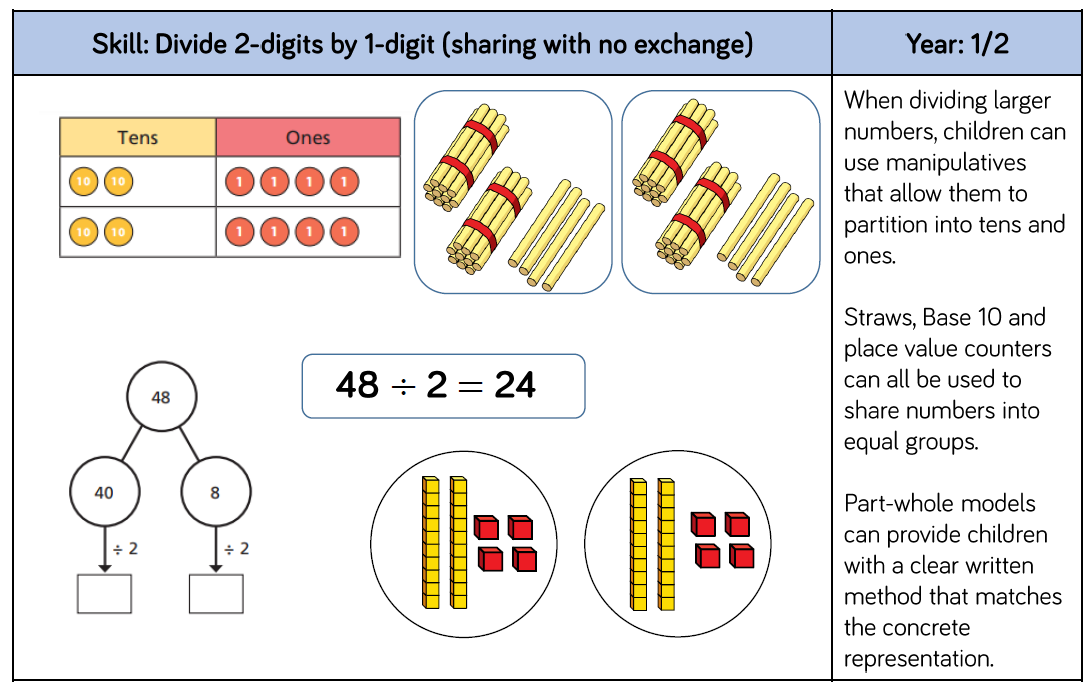 Skill: Divide 2-digits by 1-digit (sharing with no exchange)
Year: 1/2
Tens Ones
10 10 1 1 1 1
10 10 1 1 1 1
48
40 8
÷ 2 ÷ 2
48 ÷ 2 = 24
When dividing larger
numbers, children can
use manipulatives
that allow them to
partition into tens and
ones.
Straws, Base 10 and
place value counters
can all be used to
share numbers into
equal groups.
Part-whole models
can provide children
with a clear written
method that matches
the concrete
representation.